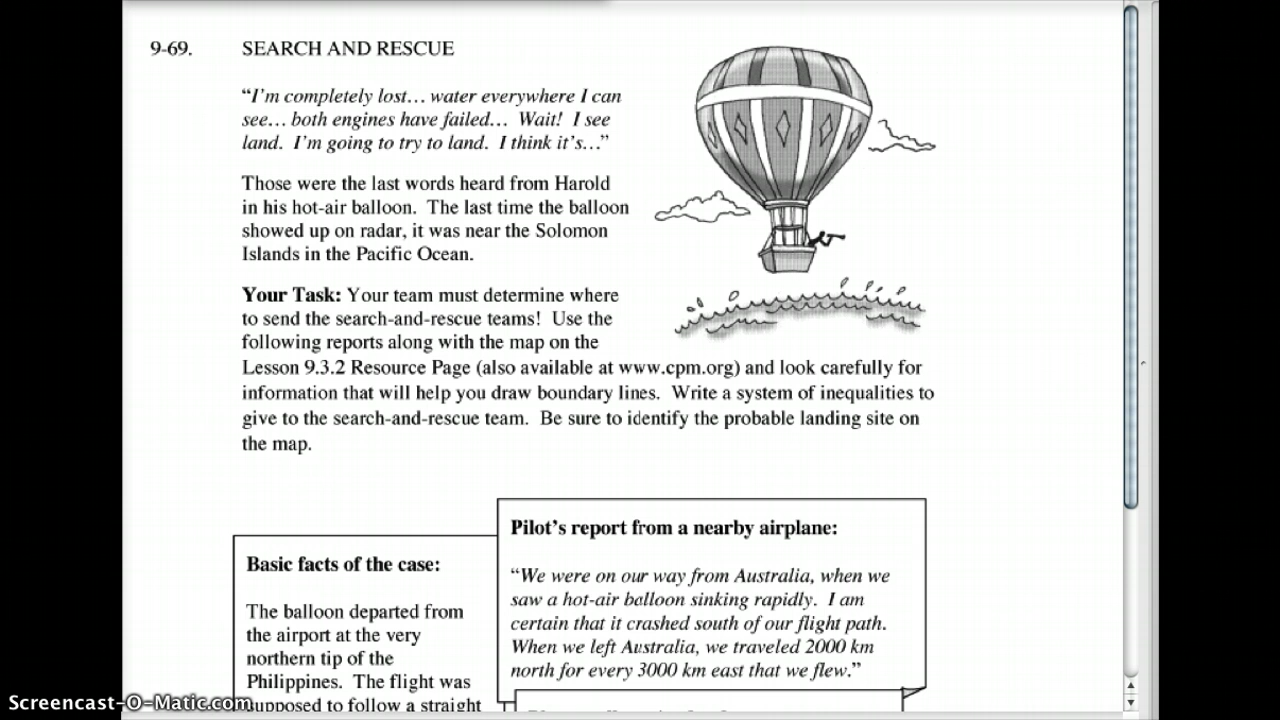 9-69. SEARCH AND RESCUE
“I’m completely lost… water everywhere I can
see… both engines have failed… Wait! I see
land. I’m going to try to land. I think it’s…”
Those were the last words heard from Harold
in his hot-air balloon. The last time the balloon
showed up on radar, it was near the Solomon
Islands in the Pacific Ocean.
Your Task: Your team must determine where
to send the search-and-rescue teams! Use the
following reports along with the map on the
Lesson 9.3.2 Resource Page (also available at www.cpm.org) and look carefully for
information that will help you draw boundary lines. Write a system of inequalities to
give to the search-and-rescue team. Be sure to identify the probable landing site on
the map.
Basic facts of the case:
The balloon departed from
the airport at the very
northern tip of the
Philippines. The flight was
supposed to follow a straight
Pilot’s report from a nearby airplane:
“We were on our way from Australia, when we
saw a hot-air balloon sinking rapidly. I am
certain that it crashed south of our flight path.
When we left Australia, we traveled 2000 km
north for every 3000 km east that we flew.”
Screencast-O-Matic.com